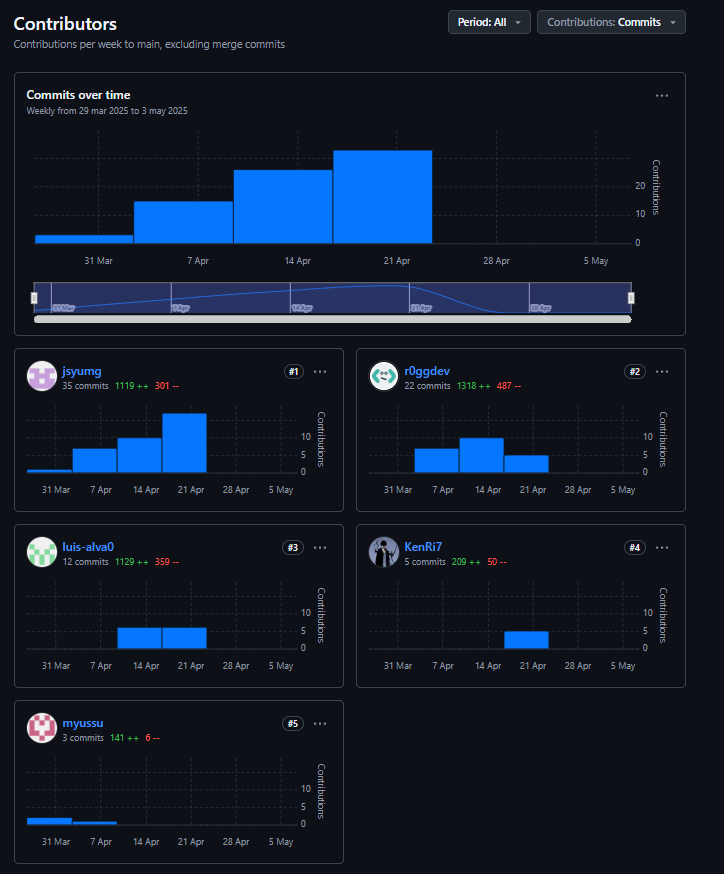 Contributors
Period: All
Contributions: Commits
Contributions per week to main, excluding merge commits
Commits over time
Weekly from 29 mar 2025 to 3 may 2025
Contributions
20
10
0
31 Mar 7 Apr 14 Apr 21 Apr 28 Apr 5 May
31 Mar 7 Apr 14 Apr 21 Apr 28 Apr
jsyumg #1
35 commits 1119 ++ 301 --
Contributions
10
5
0
31 Mar 7 Apr 14 Apr 21 Apr 28 Apr 5 May
r0ggdev #2
22 commits 1318 ++ 487 --
Contributions
10
5
0
31 Mar 7 Apr 14 Apr 21 Apr 28 Apr 5 May
luis-alva0 #3
12 commits 1129 ++ 359 --
Contributions
10
5
0
31 Mar 7 Apr 14 Apr 21 Apr 28 Apr 5 May
KenRi7 #4
5 commits 209 ++ 50 --
Contributions
10
5
0
31 Mar 7 Apr 14 Apr 21 Apr 28 Apr 5 May
myussu #5
3 commits 141 ++ 6 --
Contributions
10
5
0
31 Mar 7 Apr 14 Apr 21 Apr 28 Apr 5 May